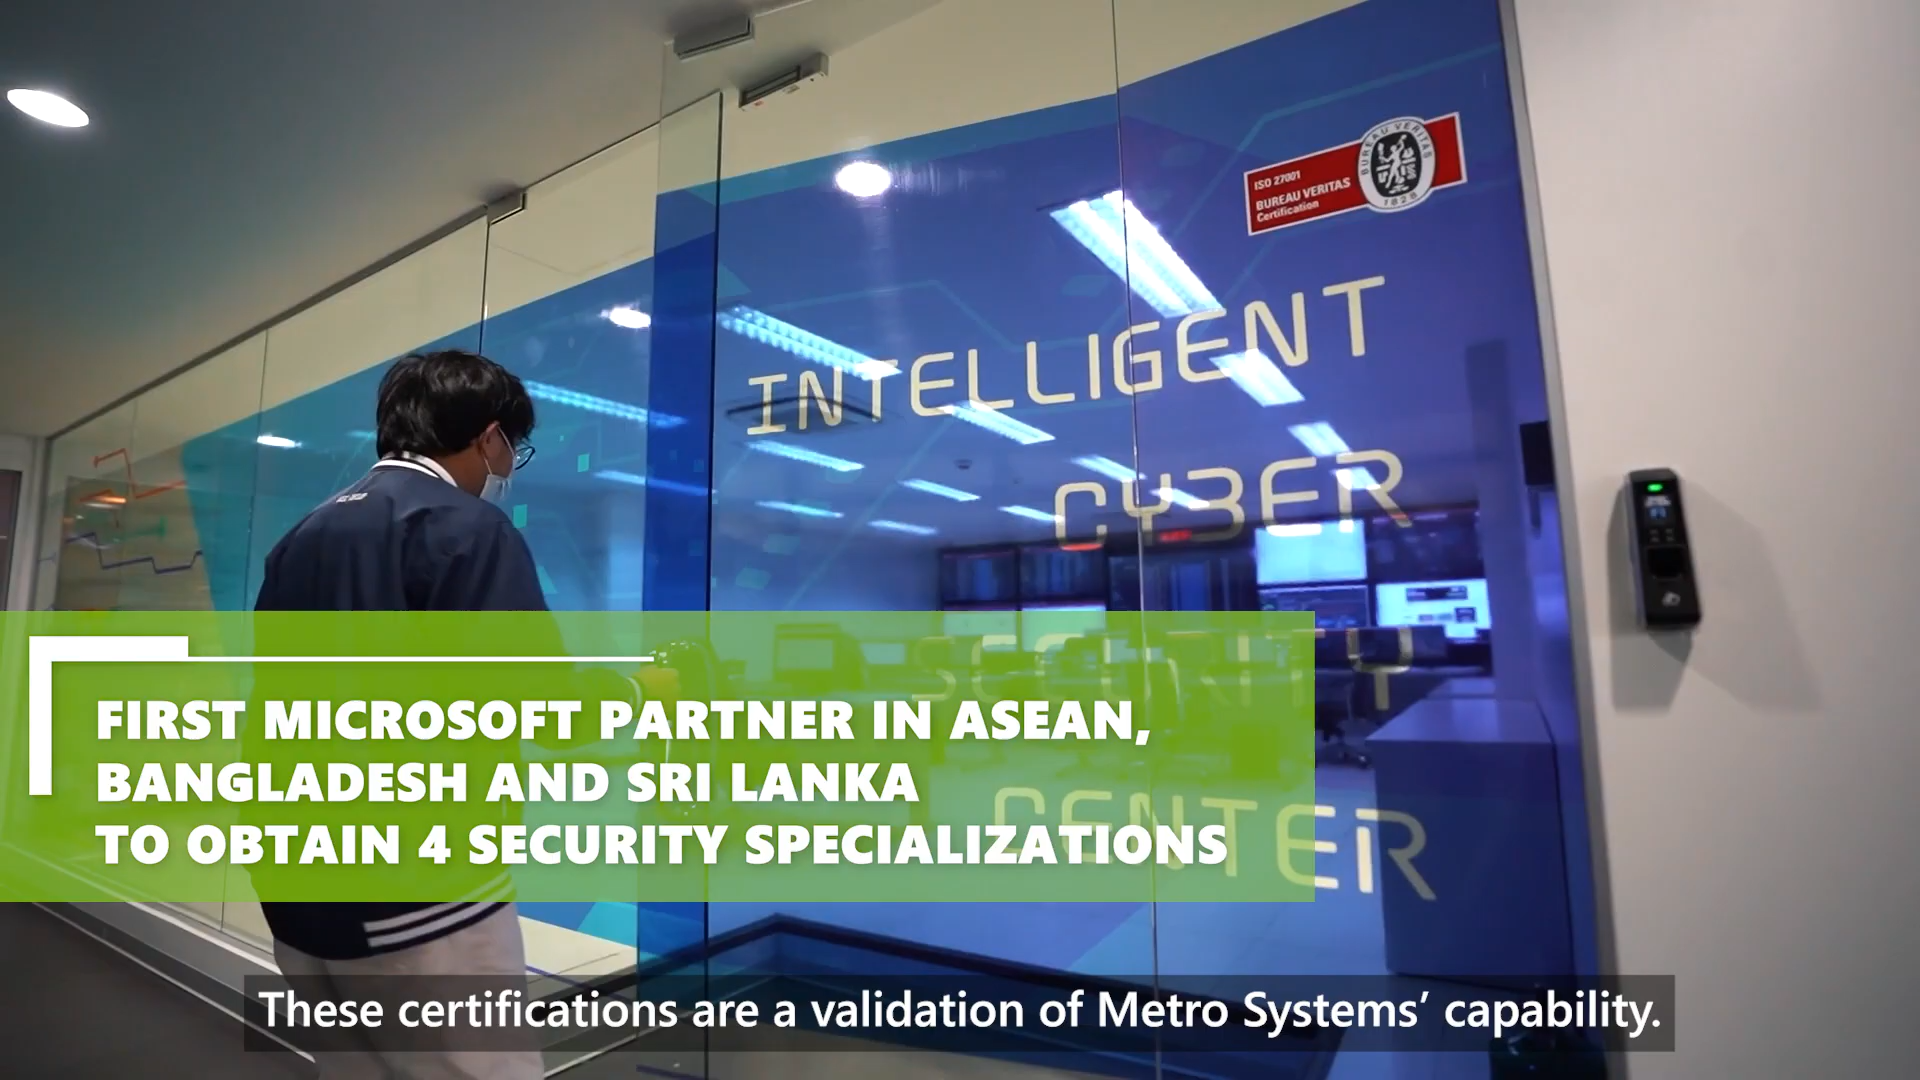 BUREAU VERITAS
1828
ISO 27001
BUREAU VERITAS
Certification
INTELLIGENT
CYBER
SECURITY
CENTER
FIRST MICROSOFT PARTNER IN ASEAN,
BANGLADESH AND SRI LANKA
TO OBTAIN 4 SECURITY SPECIALIZATIONS
These certifications are a validation of Metro Systems’ capability.